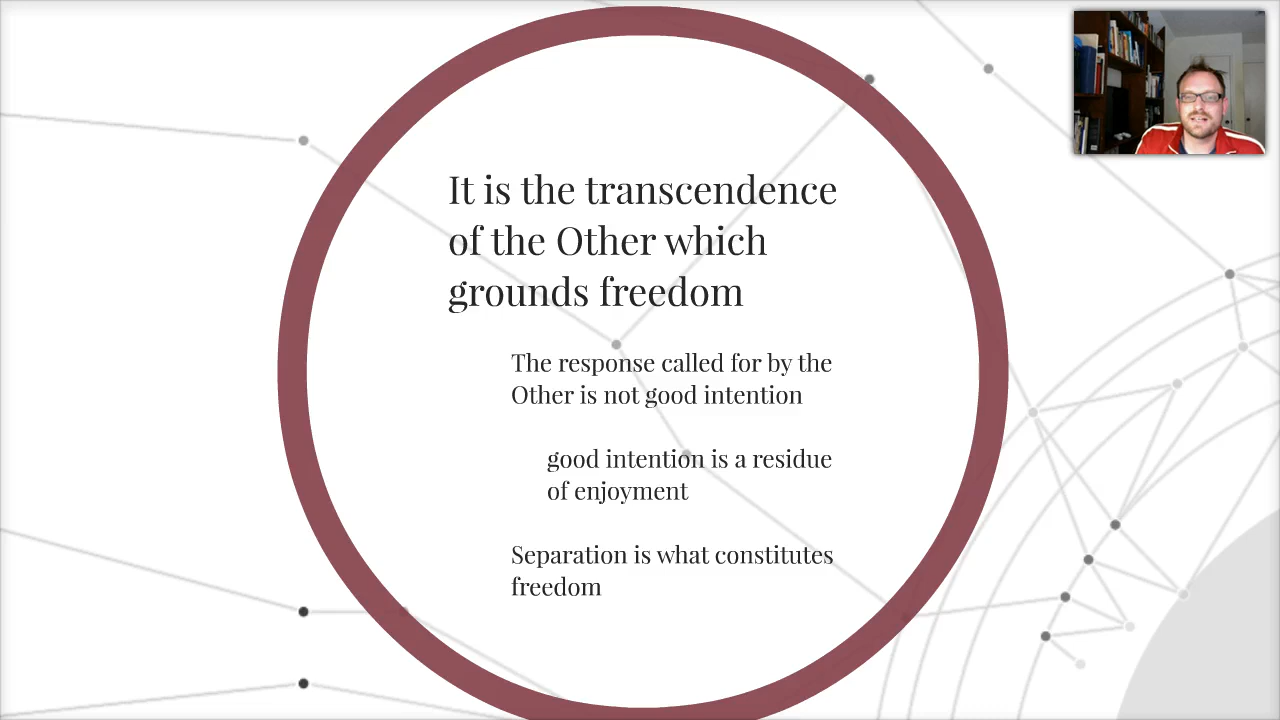 It is the transcendence
of the Other which
grounds freedom
The response called for by the
Other is not good intention
good intention is a residue
of enjoyment
Separation is what constitutes
freedom